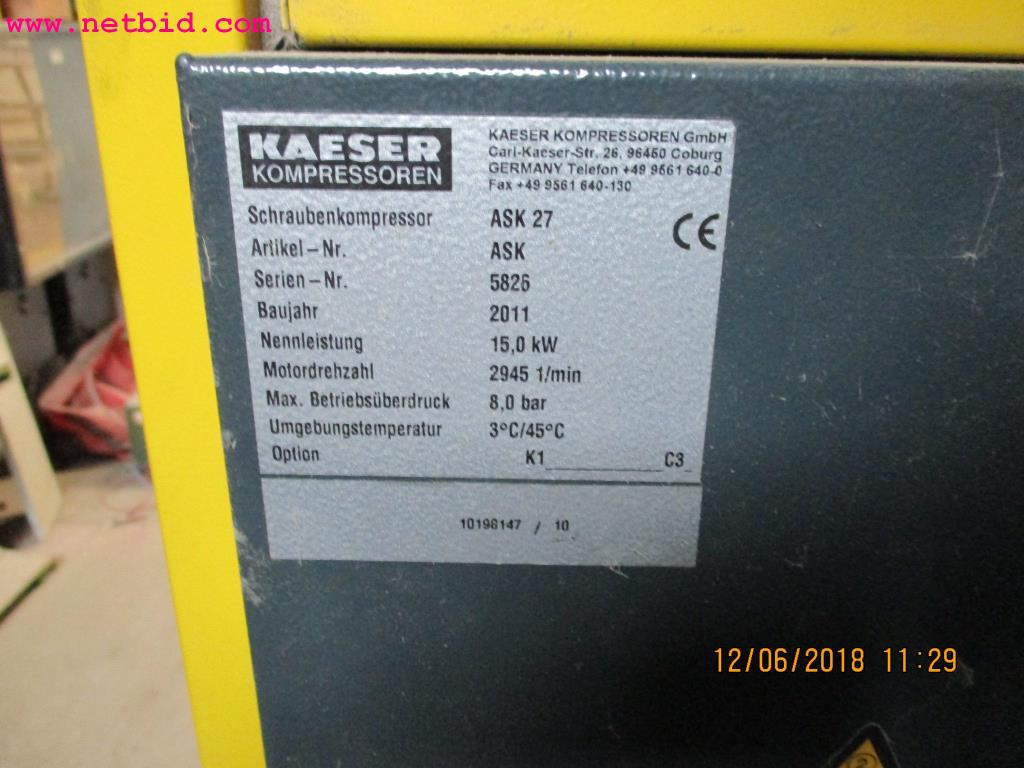 www.netbid.com
KAESER
KOMPRESSOREN
KAESER KOMPRESSOREN GmbH
Carl-Kaeser-Str. 26, 96450 Coburg
GERMANY Telefon +49 9561 640-0
Fax +49 9561 640-130
Schraubenkompressor ASK 27
CE
Artikel-Nr. ASK
Serien-Nr. 5826
Baujahr 2011
Nennleistung 15,0 kW
Motordrehzahl 2945 1/min
Max. Betriebsüberdruck 8,0 bar
Umgebungstemperatur 3°C/45°C
Option K1____________C3_
10198147 / 10
12/06/2018 11:29